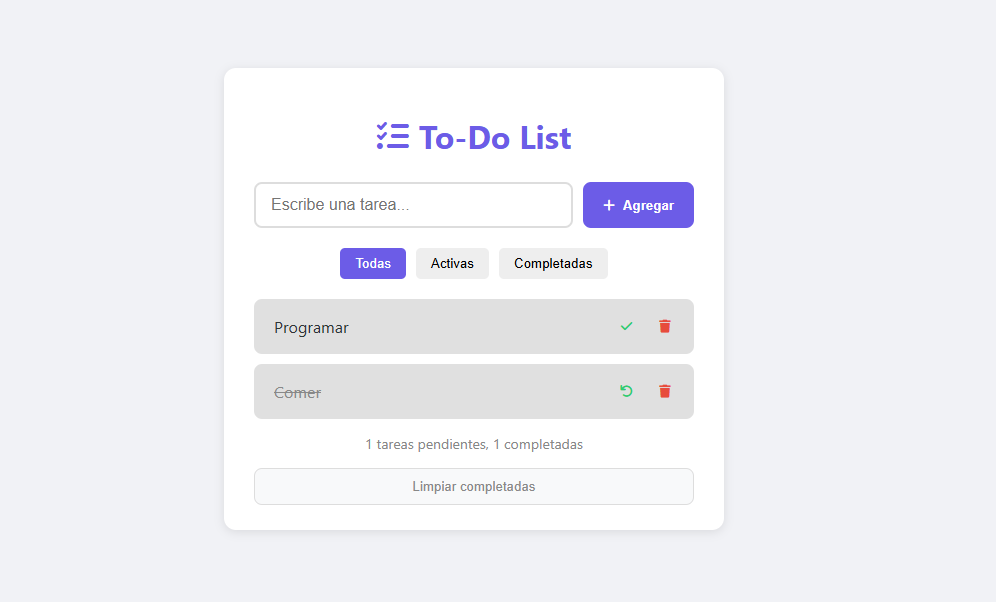 To-Do List
Escribe una tarea...
Agregar
Todas Activas Completadas
Programar
Comer
1 tareas pendientes, 1 completadas
Limpiar completadas